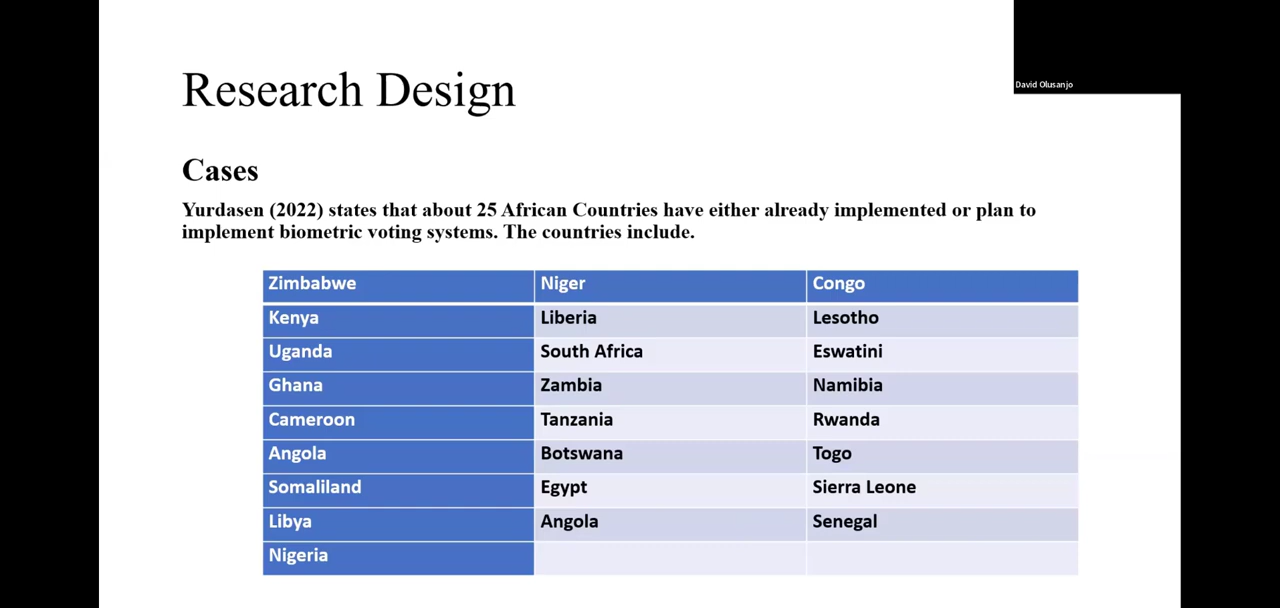 Research Design
David Olusanjo
Cases
Yurdasen (2022) states that about 25 African Countries have either already implemented or plan to
implement biometric voting systems. The countries include.
Zimbabwe Niger Congo
Kenya Liberia Lesotho
Uganda South Africa Eswatini
Ghana Zambia Namibia
Cameroon Tanzania Rwanda
Angola Botswana Togo
Somaliland Egypt Sierra Leone
Libya Angola Senegal
Nigeria